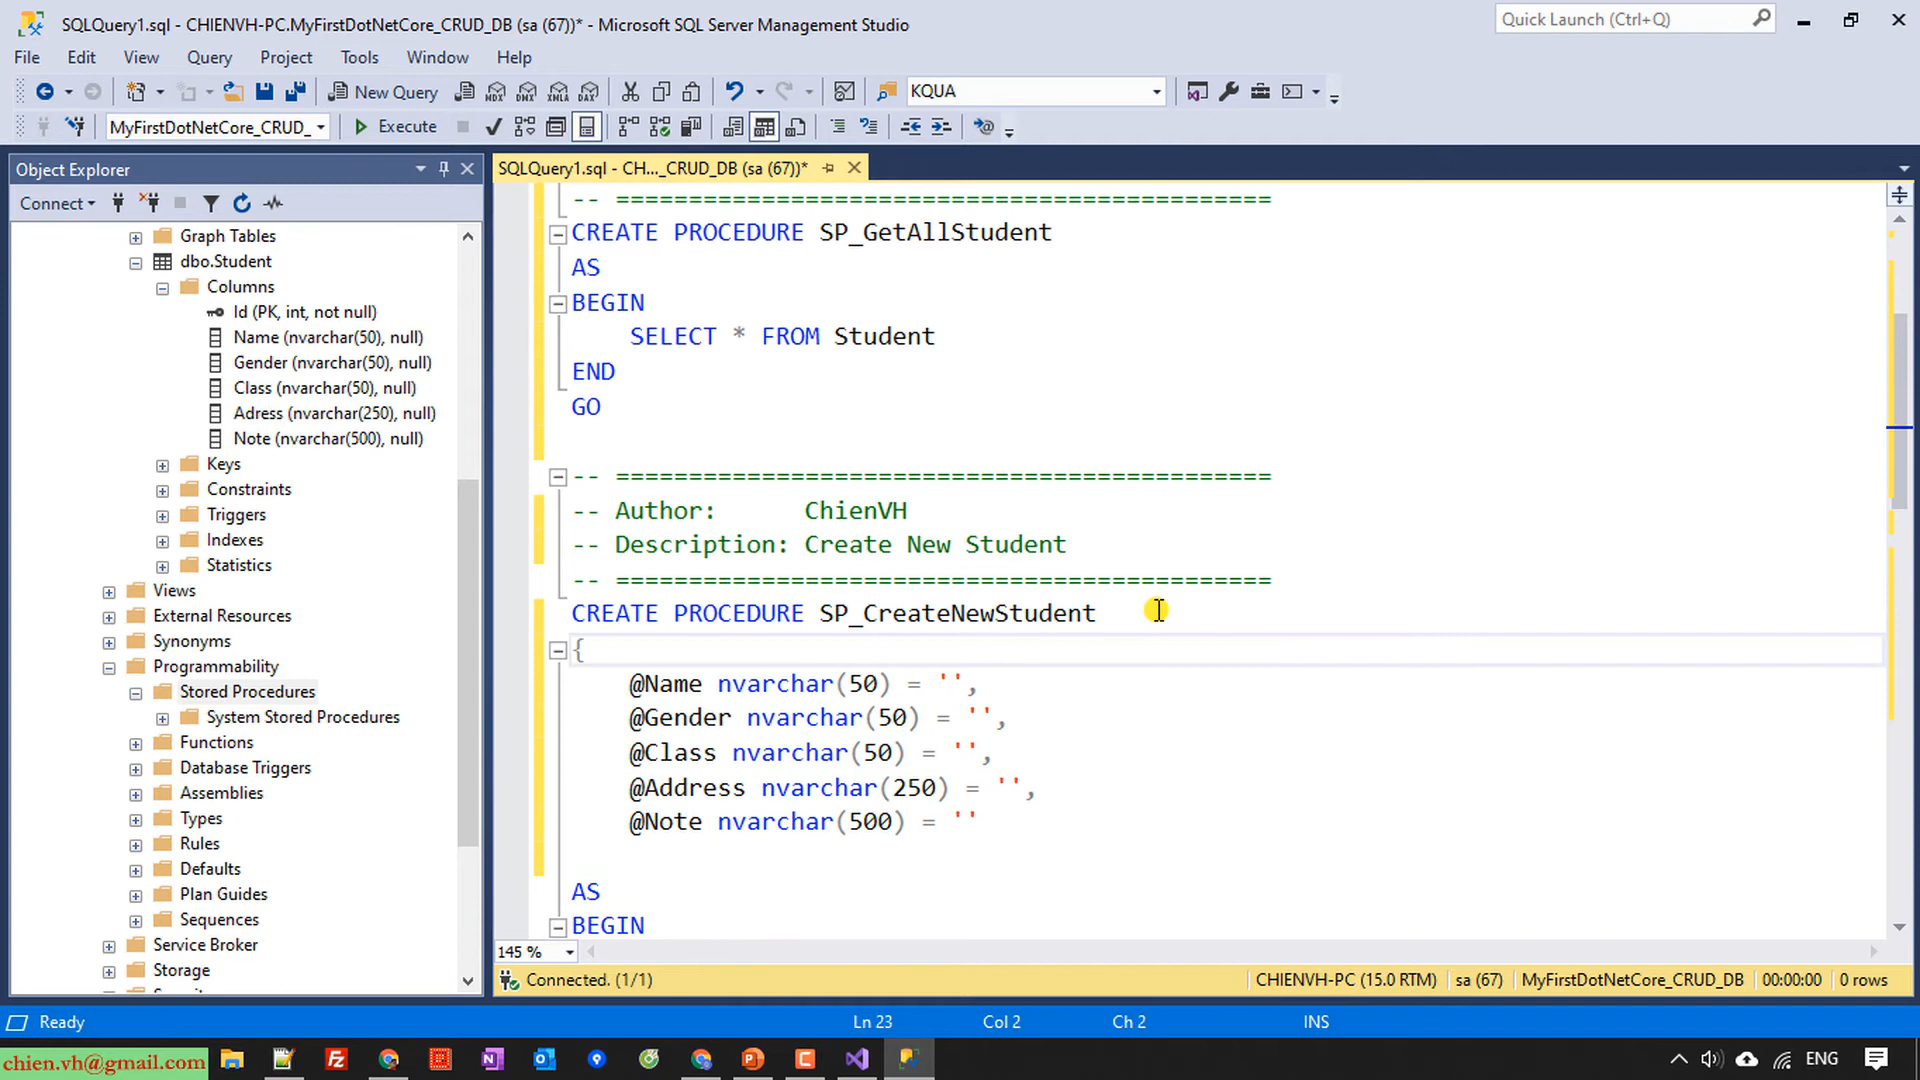 SQLQuery1.sql - CHIENVH-PC.MyFirstDotNetCore_CRUD_DB (sa (67))* - Microsoft SQL Server Management Studio
Quick Launch (Ctrl+Q)
File Edit View Query Project Tools Window Help
New Query
MDX DMX XMLA DAX
KQUA
MyFirstDotNetCore_CRUD_
Execute
Object Explorer
Connect
Graph Tables
dbo.Student
Columns
Id (PK, int, not null)
Name (nvarchar(50), null)
Gender (nvarchar(50), null)
Class (nvarchar(50), null)
Adress (nvarchar(250), null)
Note (nvarchar(500), null)
Keys
Constraints
Triggers
Indexes
Statistics
Views
External Resources
Synonyms
Programmability
Stored Procedures
System Stored Procedures
Functions
Database Triggers
Assemblies
Types
Rules
Defaults
Plan Guides
Sequences
Service Broker
Storage
SQLQuery1.sql - CH..._CRUD_DB (sa (67))*
-- =============================================
CREATE PROCEDURE SP_GetAllStudent
AS
BEGIN
SELECT * FROM Student
END
GO
-- =============================================
-- Author: ChienVH
-- Description: Create New Student
-- =============================================
CREATE PROCEDURE SP_CreateNewStudent
{
@Name nvarchar(50) = '',
@Gender nvarchar(50) = '',
@Class nvarchar(50) = '',
@Address nvarchar(250) = '',
@Note nvarchar(500) = ''
AS
BEGIN
145 %
Connected. (1/1)
CHIENVH-PC (15.0 RTM) sa (67) MyFirstDotNetCore_CRUD_DB 00:00:00 0 rows
Ready
Ln 23 Col 2 Ch 2 INS
chien.vh@gmail.com
ENG